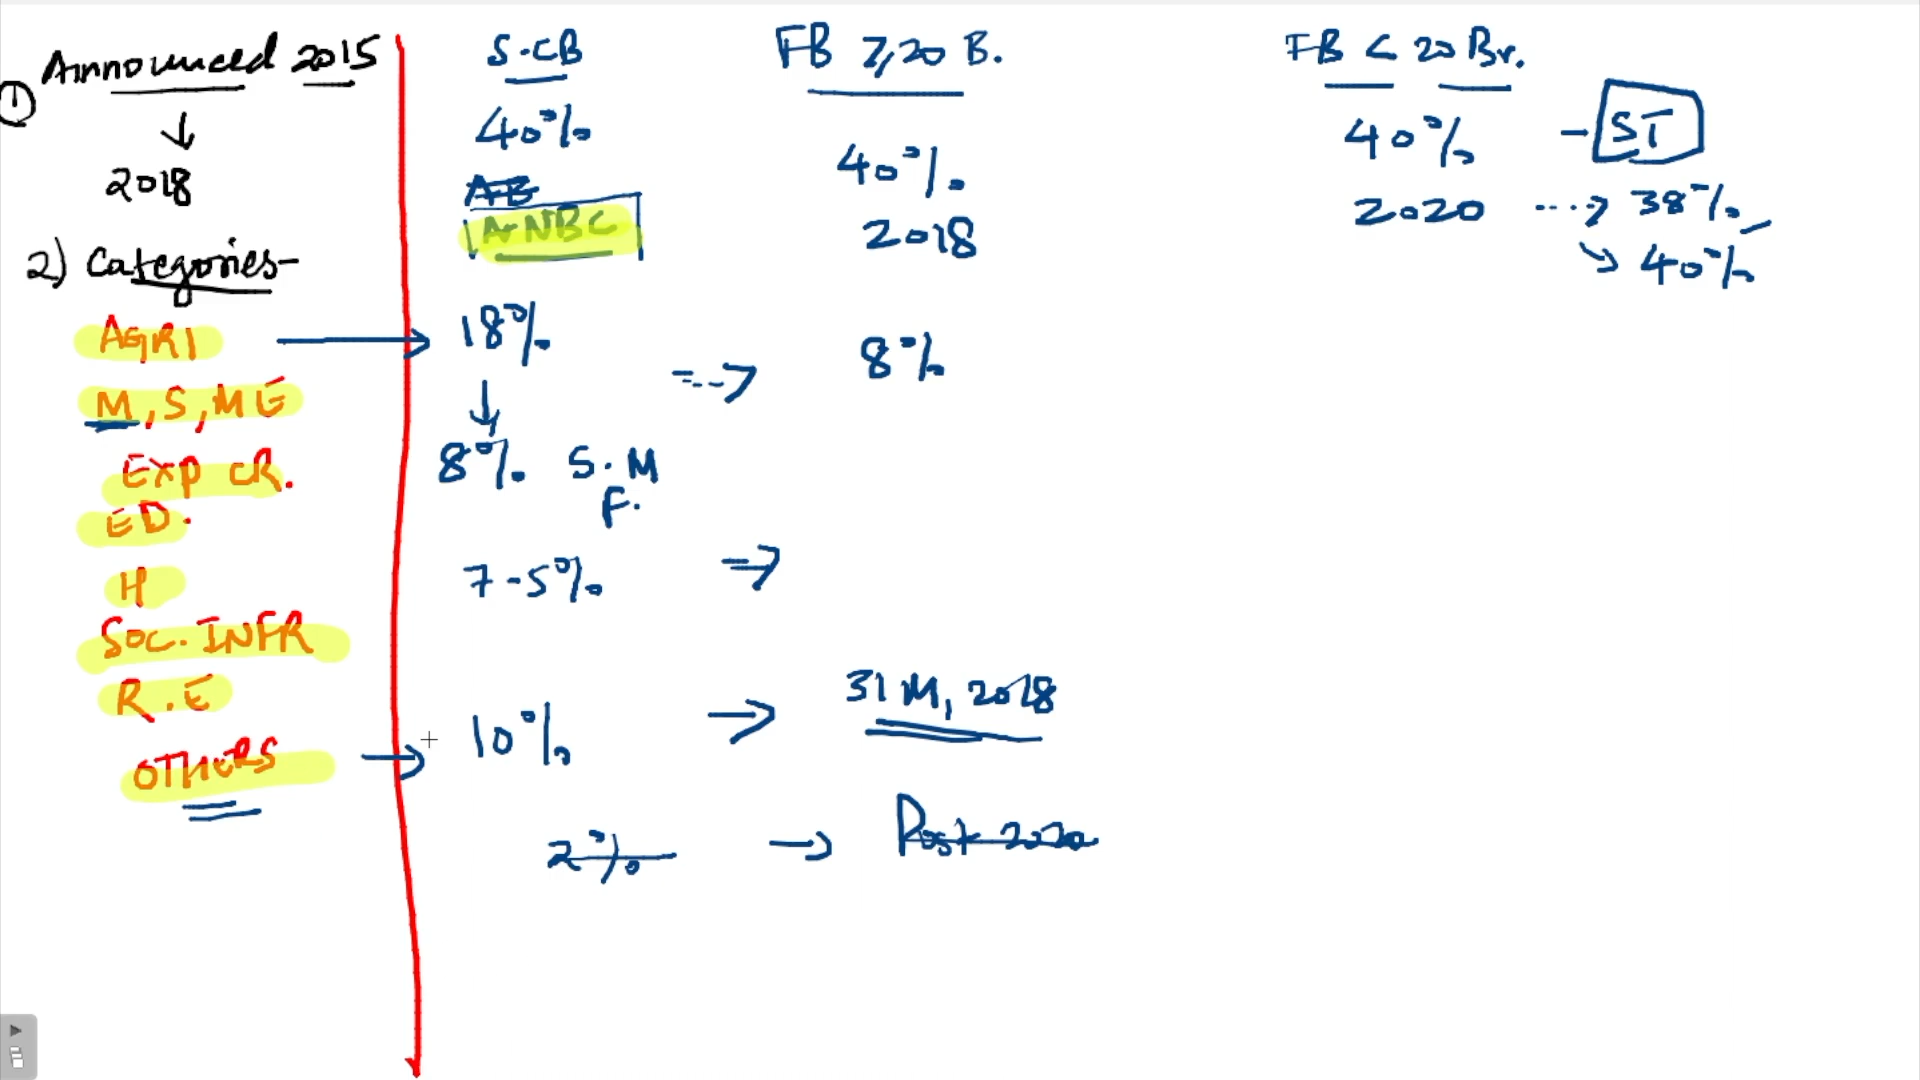 ① Announced 2015
↓
2018
2) Categories-
AGRI →
M, S, ME
EXP CR.
ED.
H
SOC. INFR
R.E
OTHERS →
S.CB
40%
AB
ANBC
18%
↓
8% S.M
F.
7.5% ⇒
10% → 31 M, 2018
2% → Post 2020
FB ≥ 20 B.
40%.
2018
⇢ 8%
FB < 20 Br.
40% - ST
2020 ⇢ 38%
↘ 40%